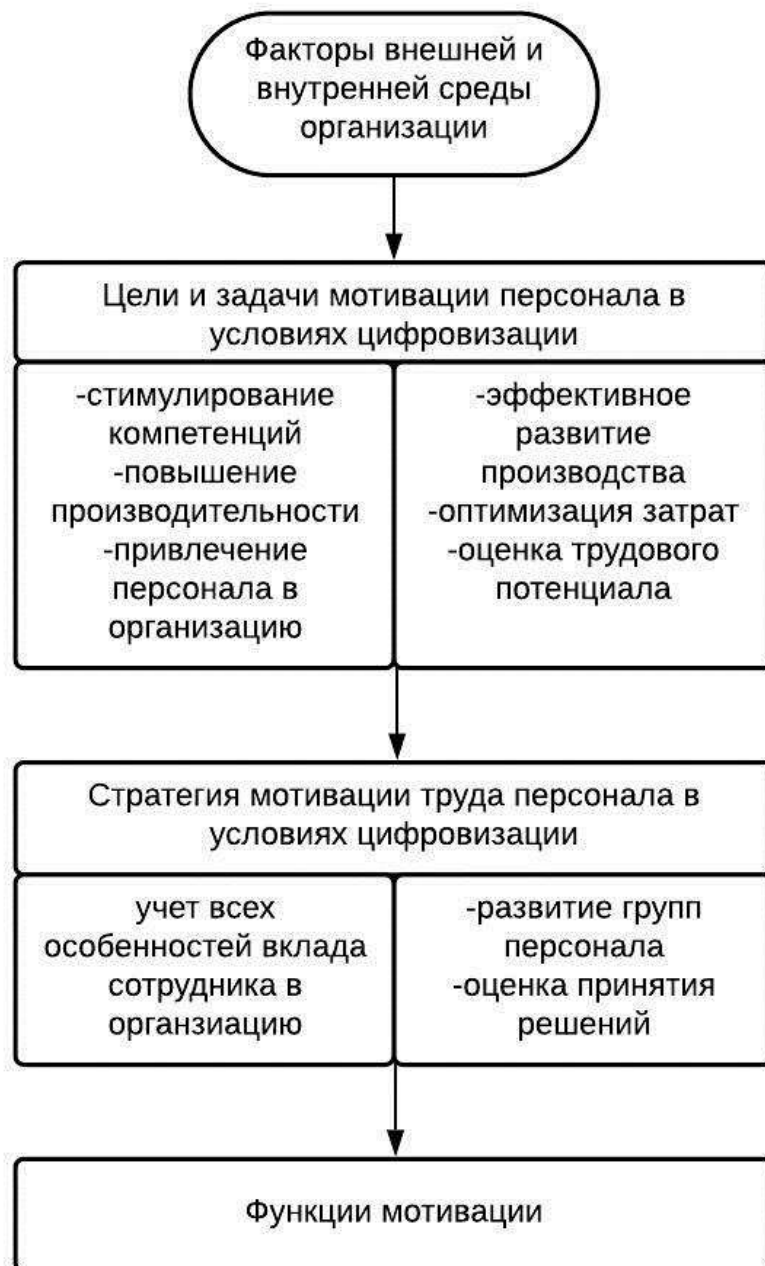 Факторы внешней и
внутренней среды
организации
Цели и задачи мотивации персонала в
условиях цифровизации
-стимулирование
компетенций
-повышение
производительности
-привлечение
персонала в
организацию
-эффективное
развитие
производства
-оптимизация затрат
-оценка трудового
потенциала
Стратегия мотивации труда персонала в
условиях цифровизации
учет всех
особенностей вклада
сотрудника в
органзиацию
-развитие групп
персонала
-оценка принятия
решений
Функции мотивации